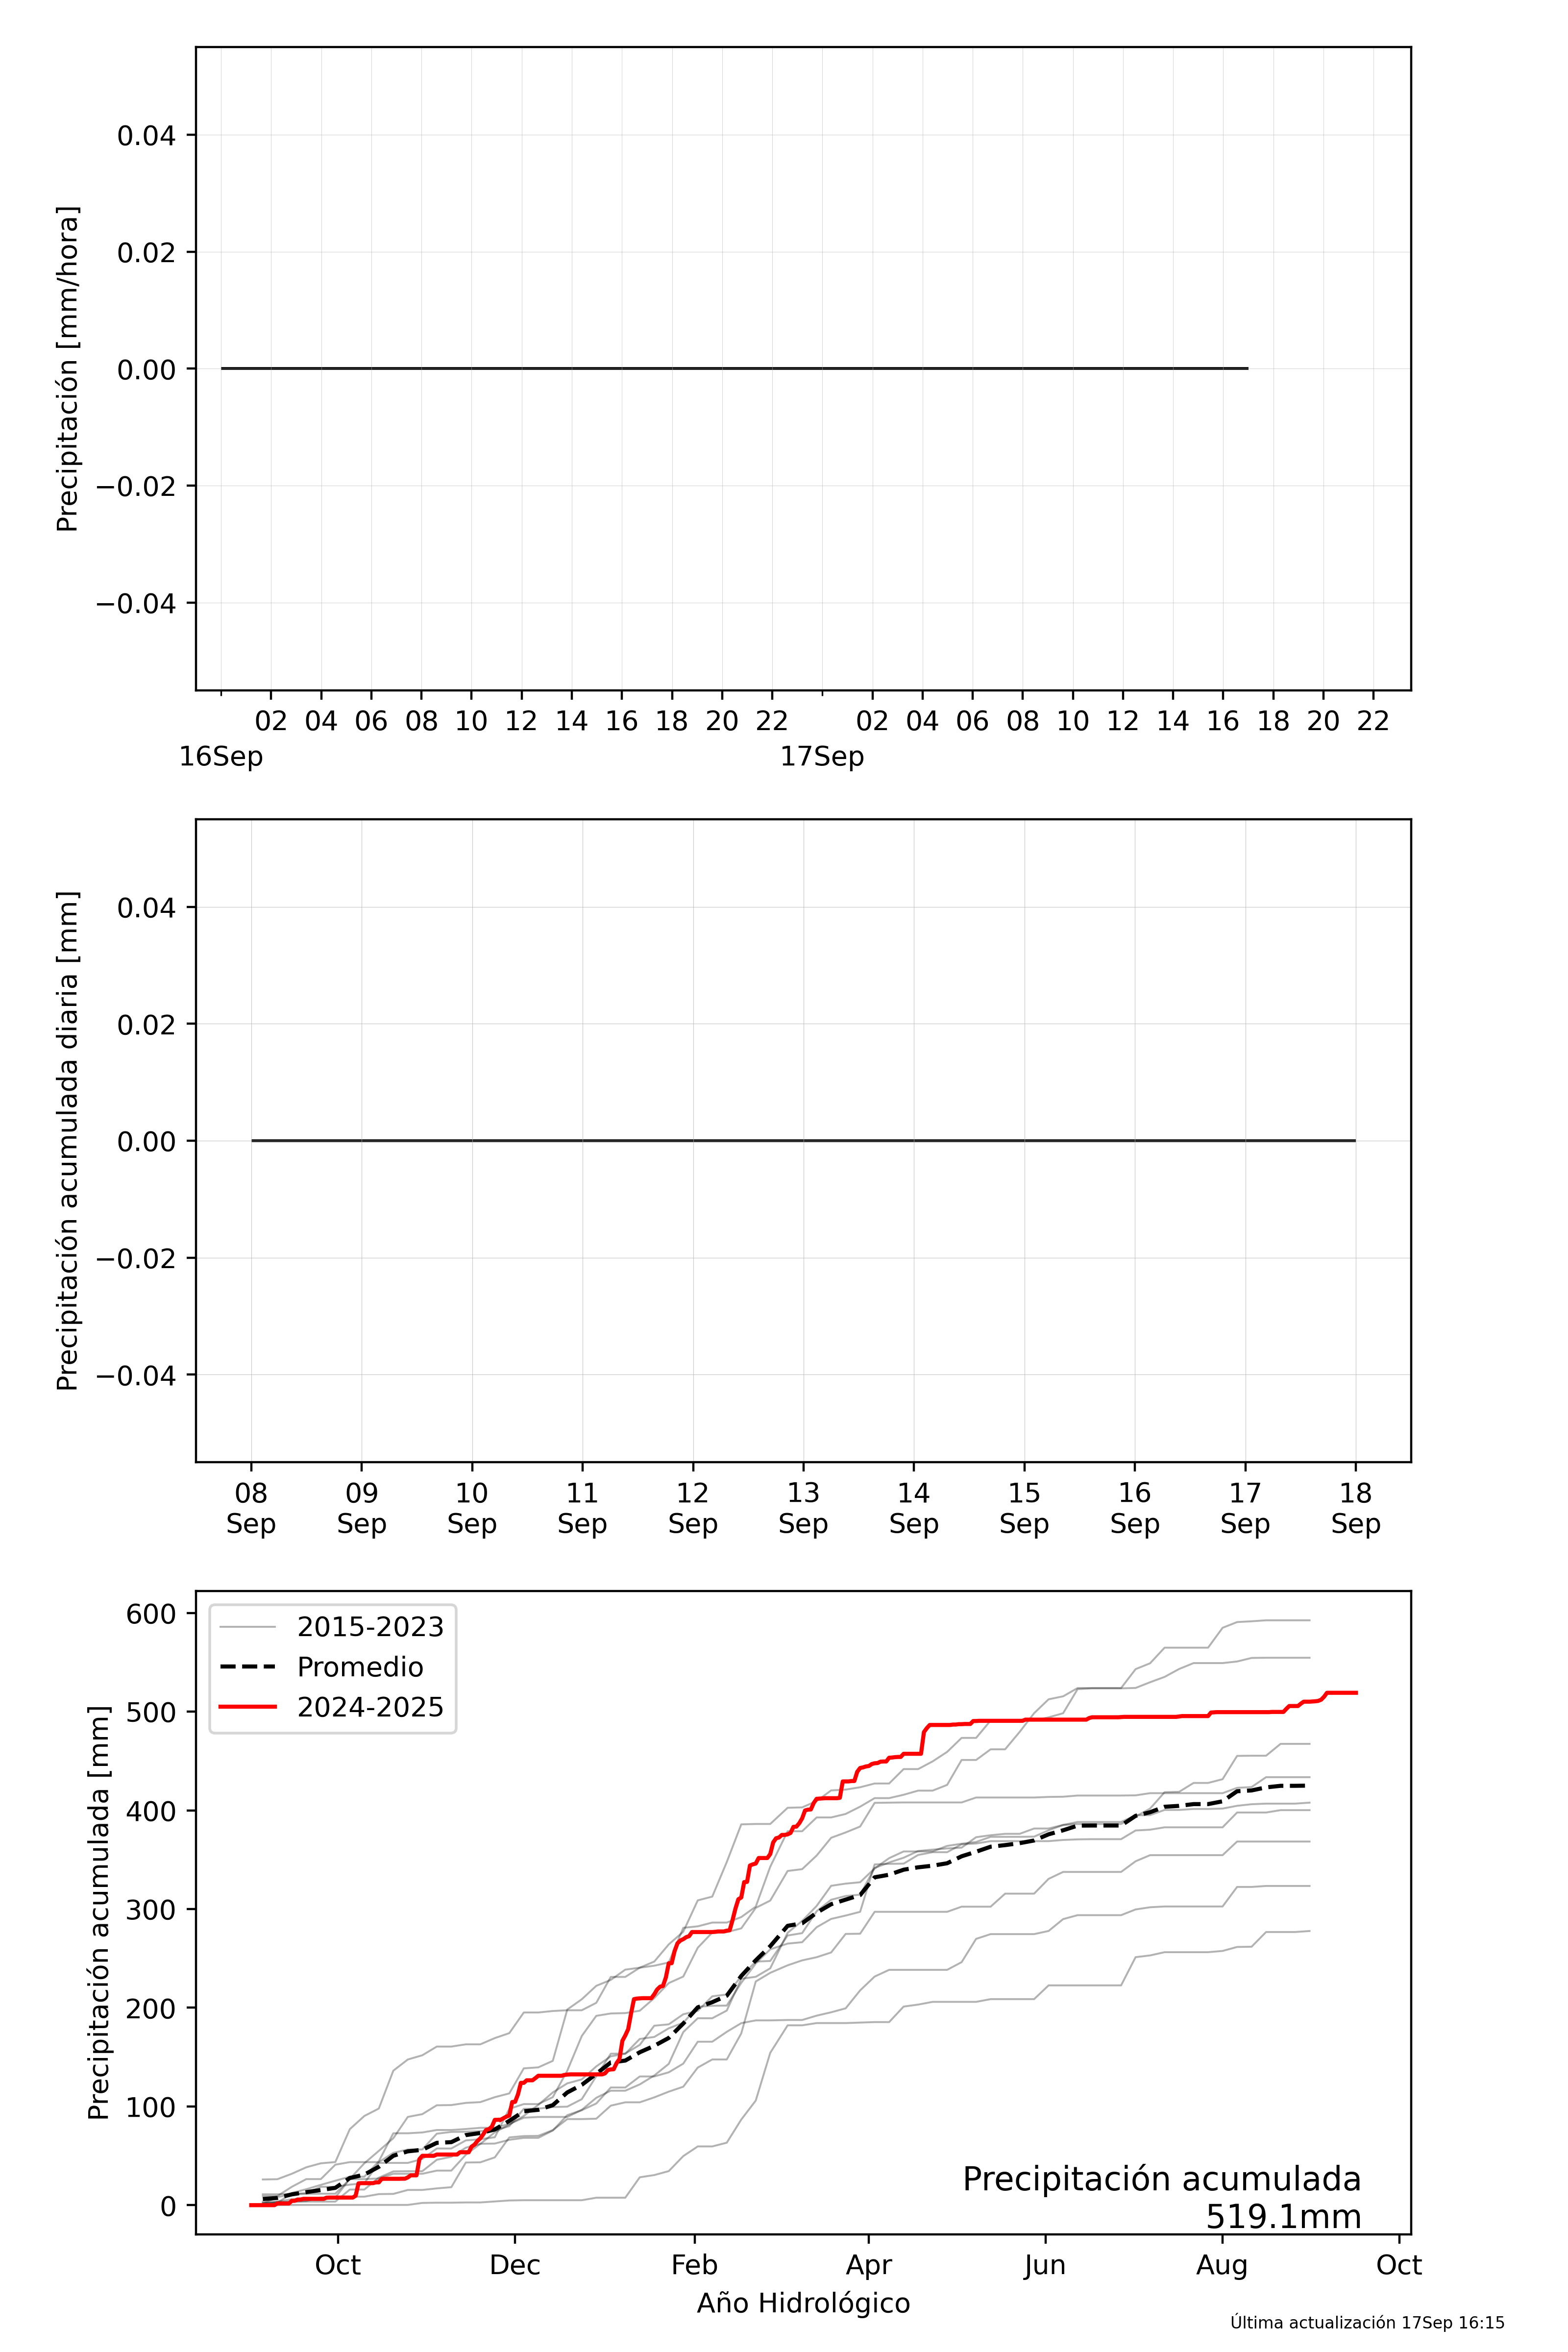 Precipitación [mm/hora]
0.04
0.02
0.00
−0.02
−0.04
02 04 06 08 10 12 14 16 18 20 22 02 04 06 08 10 12 14 16 18 20 22
16Sep 17Sep
Precipitación acumulada diaria [mm]
0.04
0.02
0.00
−0.02
−0.04
08 09 10 11 12 13 14 15 16 17 18
Sep Sep Sep Sep Sep Sep Sep Sep Sep Sep Sep
Precipitación acumulada [mm]
600
500
400
300
200
100
0
2015-2023
Promedio
2024-2025
Precipitación acumulada
519.1mm
Oct Dec Feb Apr Jun Aug Oct
Año Hidrológico
Última actualización 17Sep 16:15